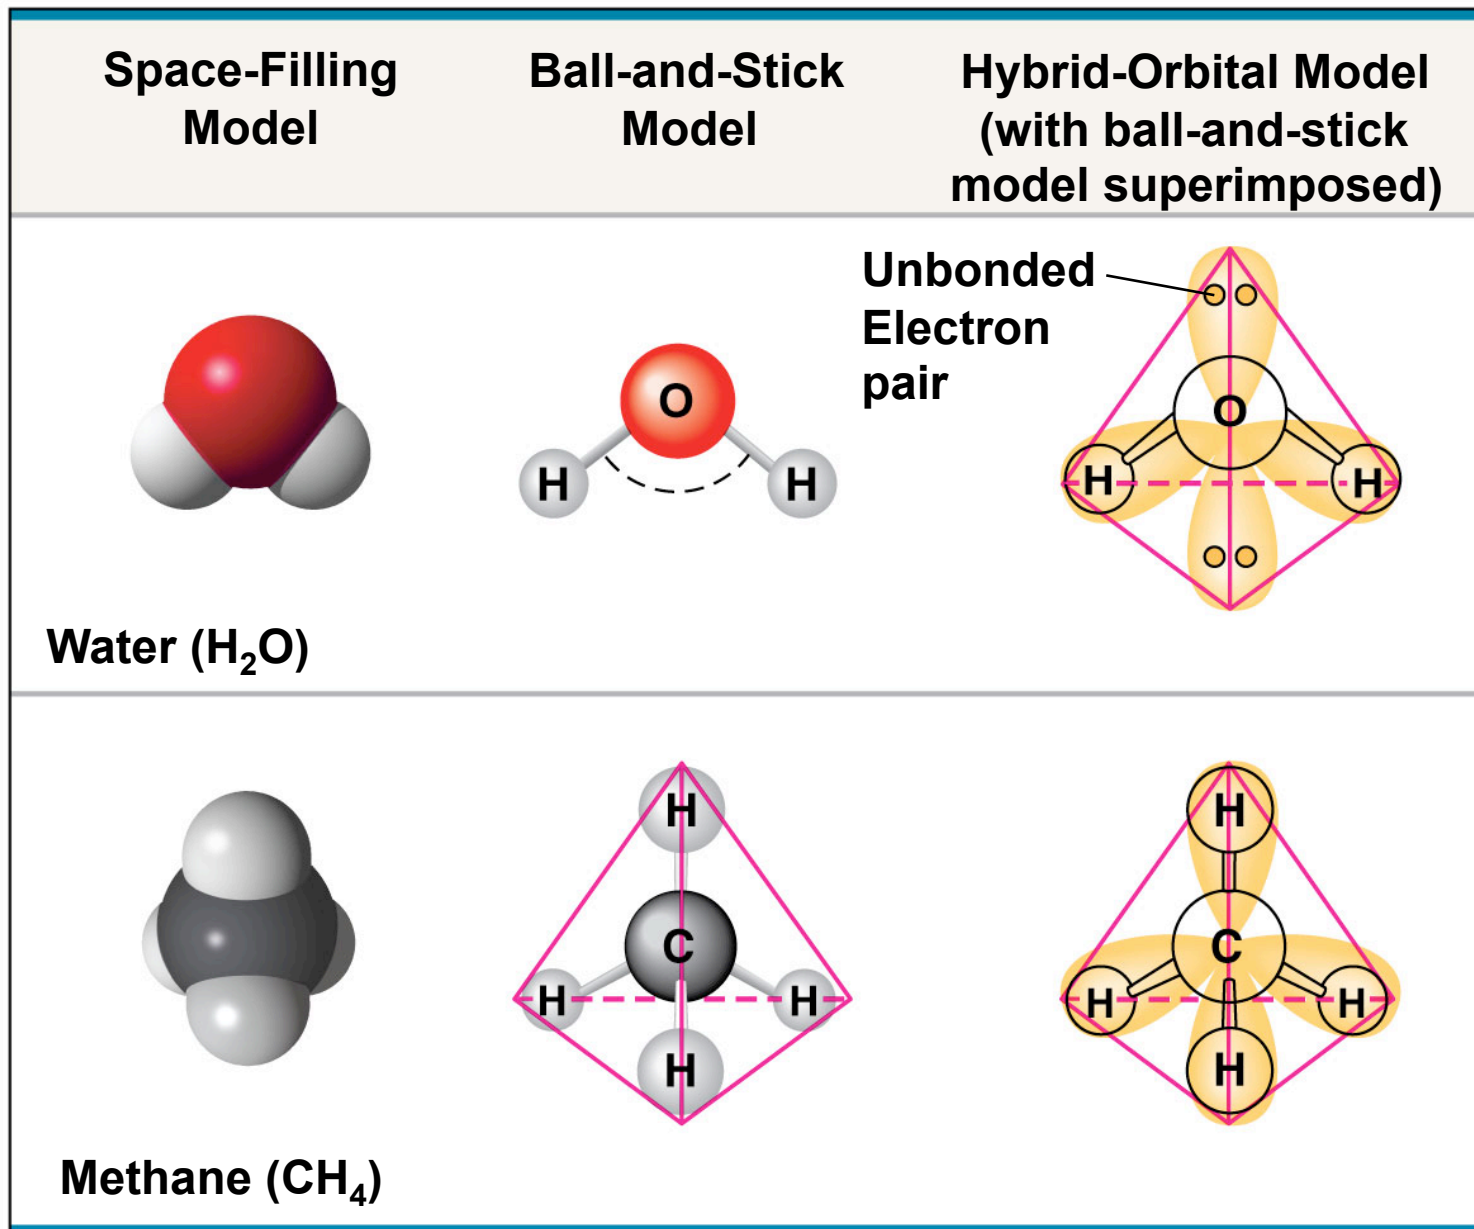 Space-Filling
Model
Ball-and-Stick
Model
Hybrid-Orbital Model
(with ball-and-stick
model superimposed)
Unbonded
Electron
pair
O
H
H
O
H
H
Water (H₂O)
H
C
H
H
H
H
C
H
H
H
Methane (CH₄)